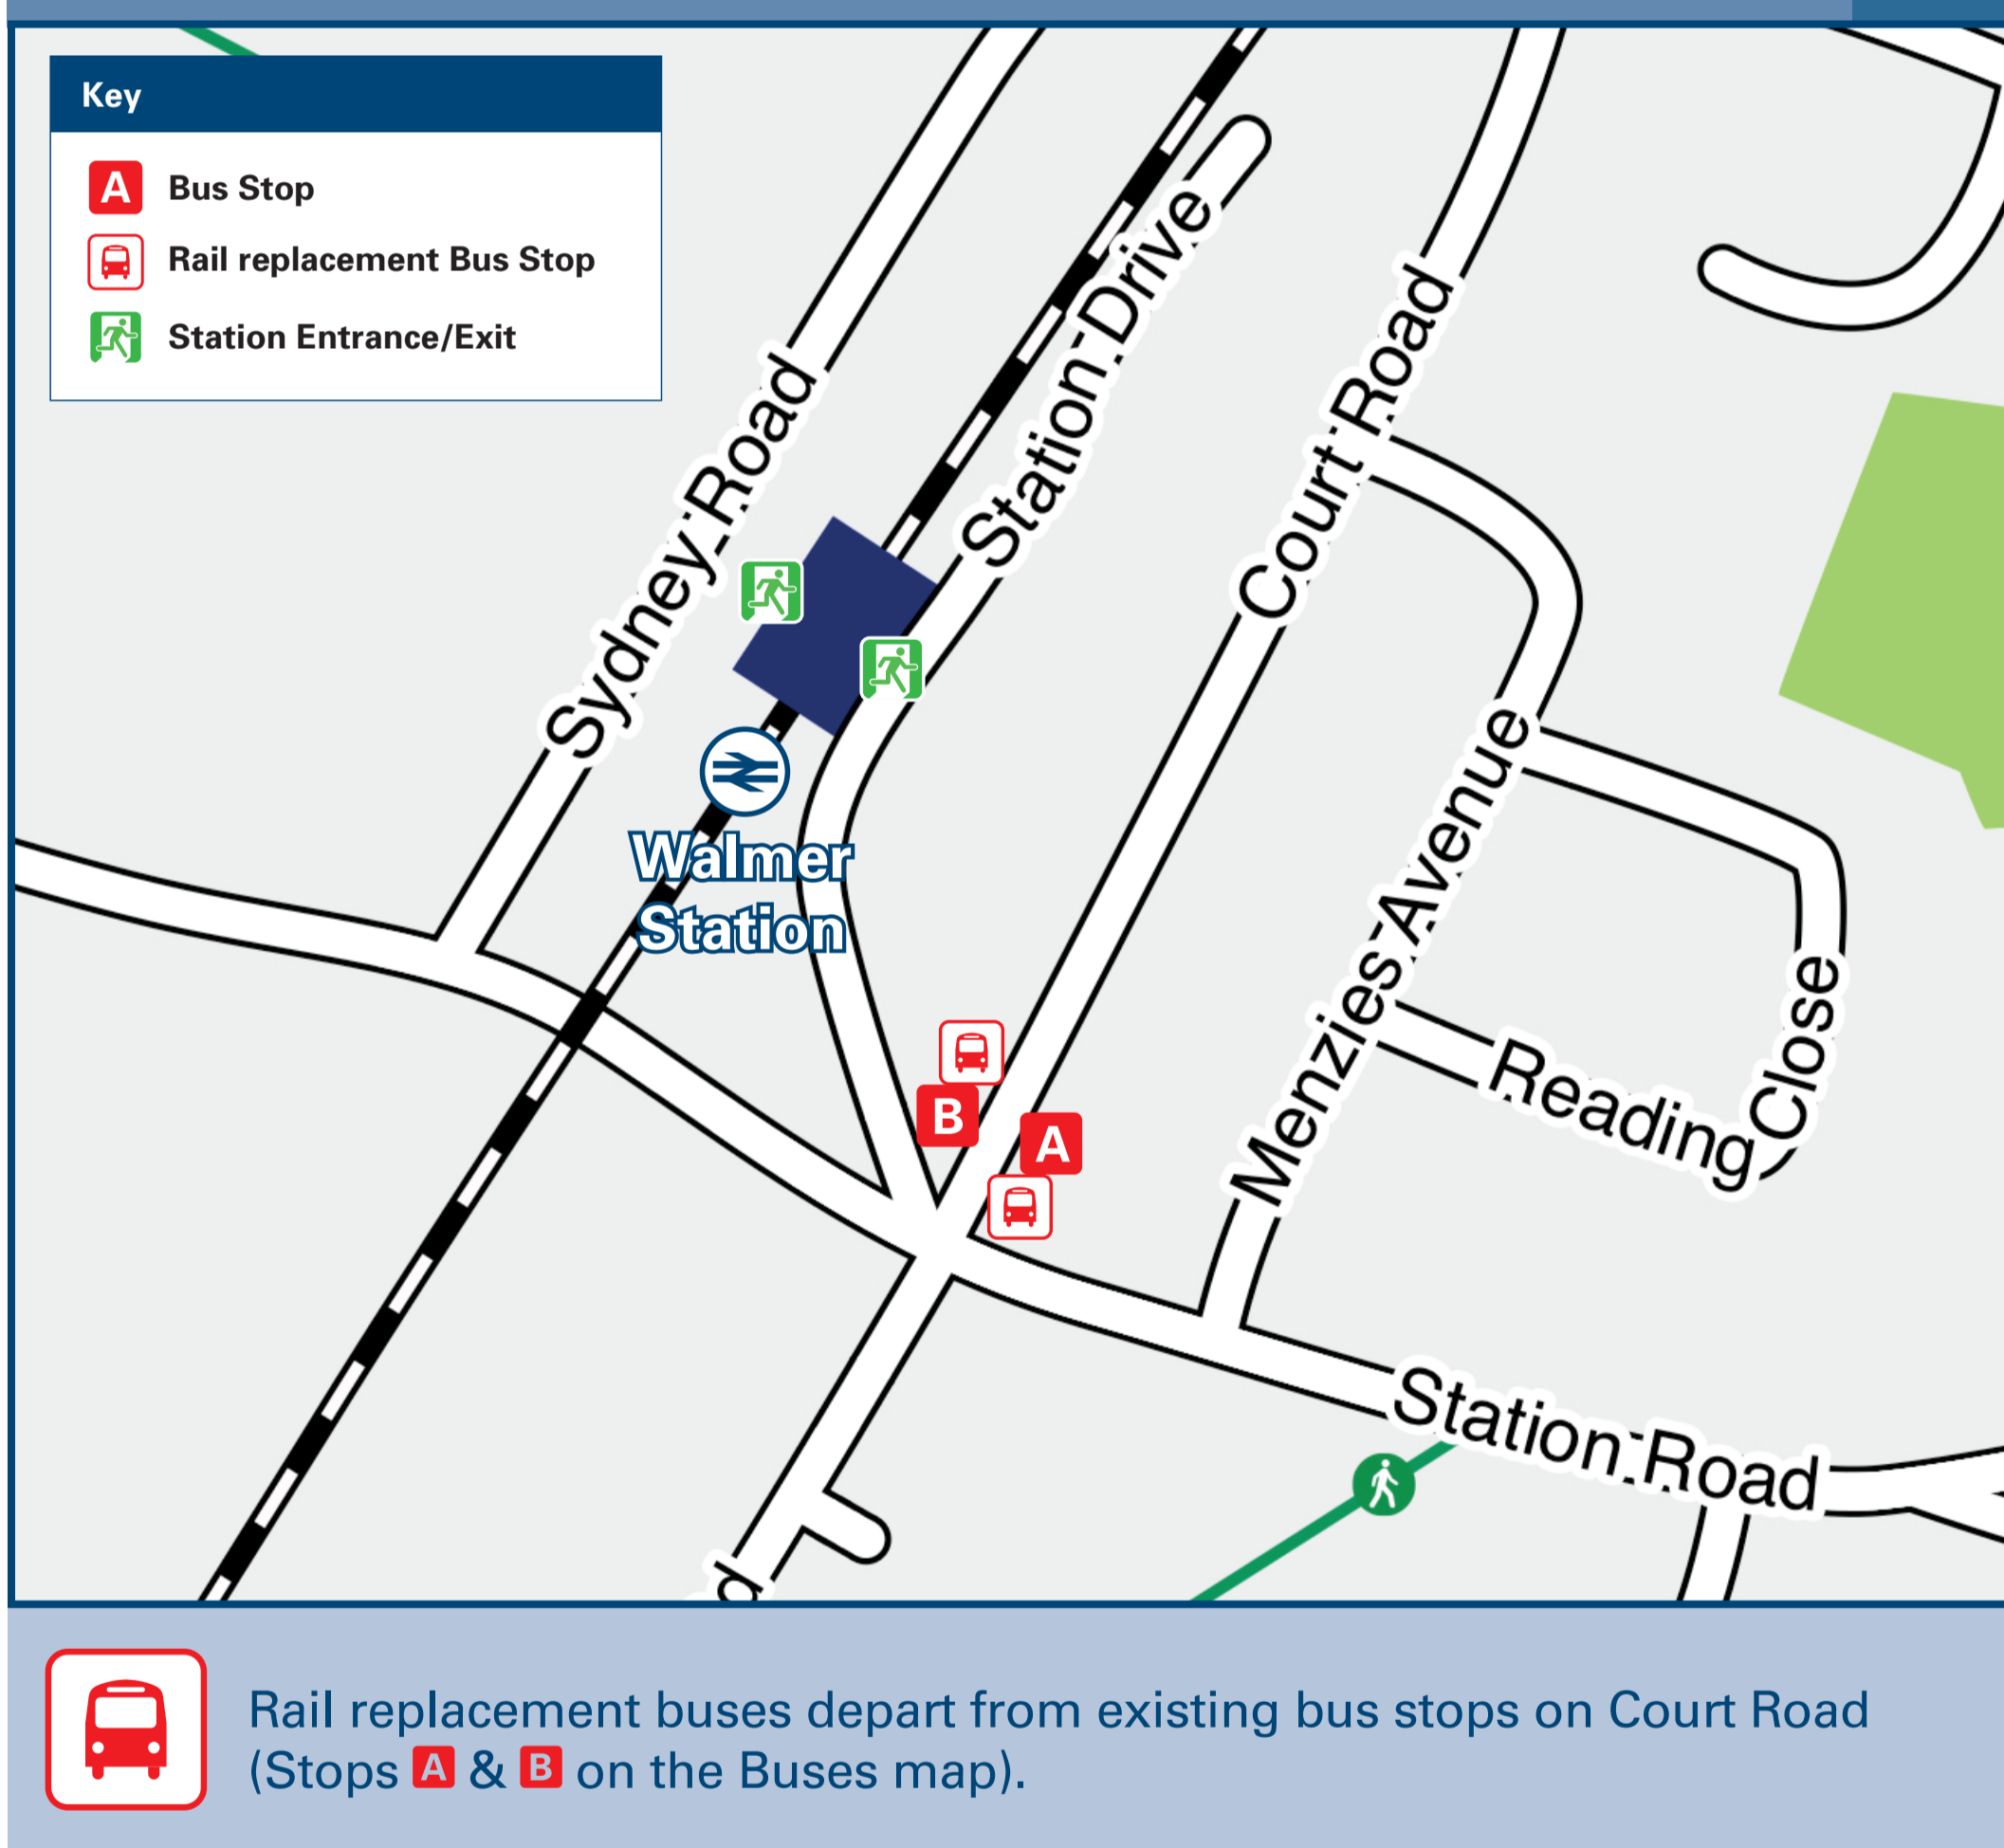 Key
A Bus Stop
Rail replacement Bus Stop
Station Entrance/Exit
Sydney Road
Station Drive
Court Road
Walmer
Station
Menzies Avenue
Reading Close
B
A
Station Road
d
Rail replacement buses depart from existing bus stops on Court Road
(Stops A & B on the Buses map).